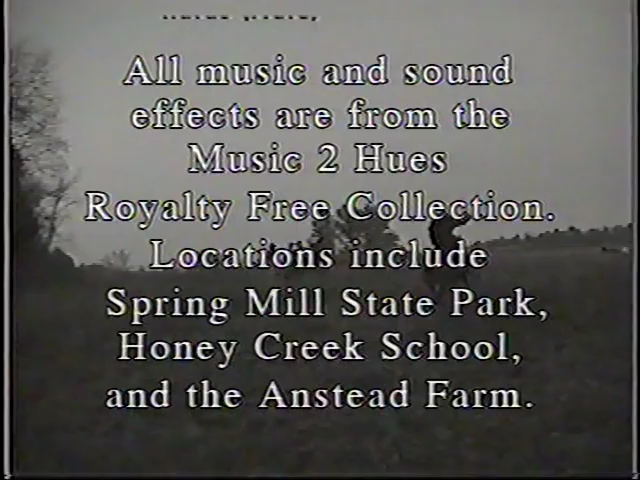 All music and sound
effects are from the
Music 2 Hues
Royalty Free Collection.
Locations include
Spring Mill State Park,
Honey Creek School,
and the Anstead Farm.